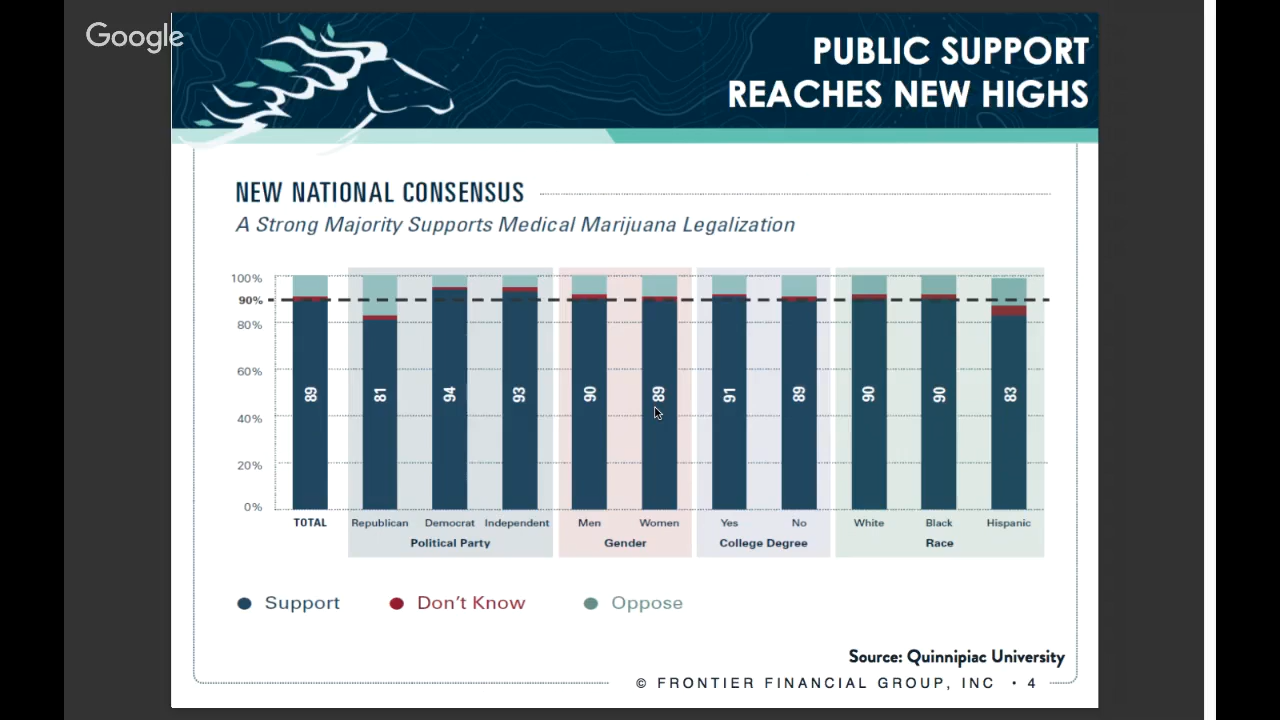 Google
PUBLIC SUPPORT
REACHES NEW HIGHS
NEW NATIONAL CONSENSUS
A Strong Majority Supports Medical Marijuana Legalization
100%
90%
80%
60%
40%
20%
0%
89 81 94 93 90 89 91 89 90 90 83
TOTAL Republican Democrat Independent Men Women Yes No White Black Hispanic
Political Party Gender College Degree Race
Support Don't Know Oppose
Source: Quinnipiac University
© FRONTIER FINANCIAL GROUP, INC • 4